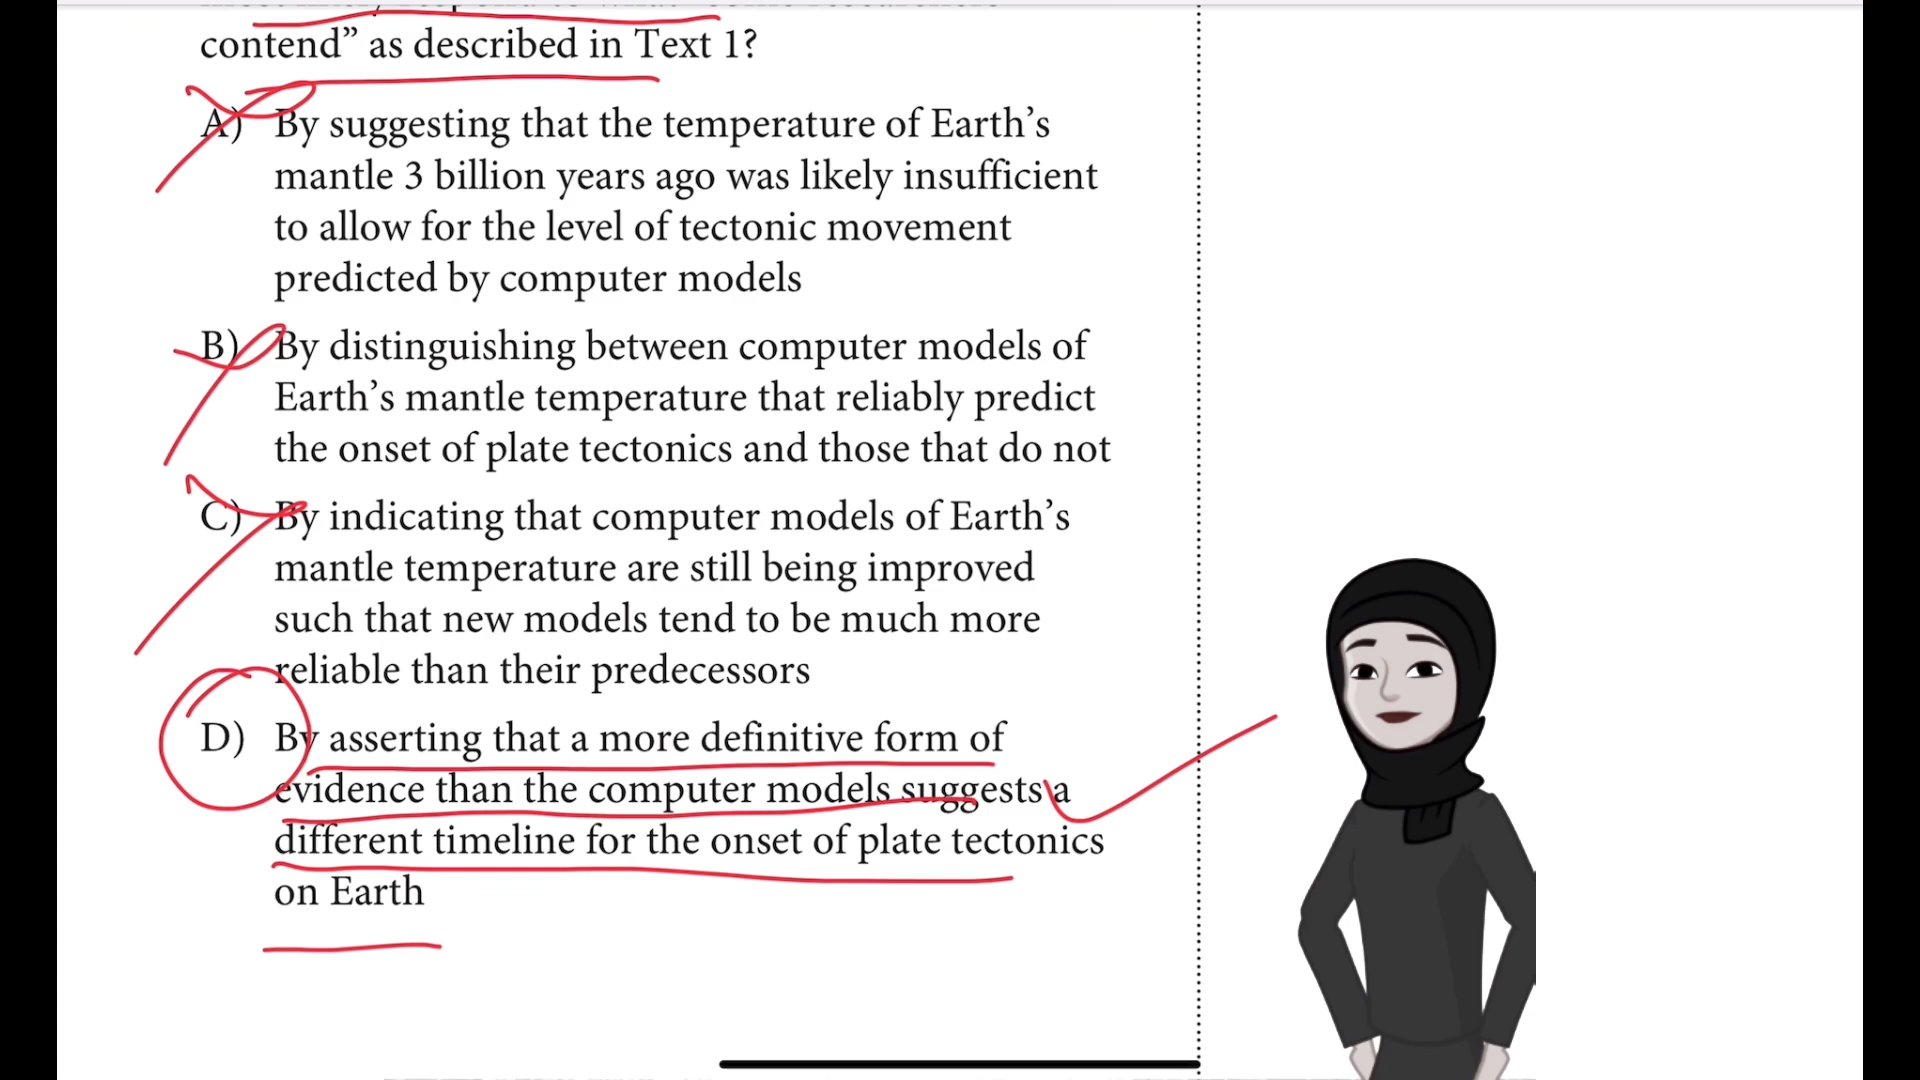 contend” as described in Text 1?
A) By suggesting that the temperature of Earth’s
mantle 3 billion years ago was likely insufficient
to allow for the level of tectonic movement
predicted by computer models
B) By distinguishing between computer models of
Earth’s mantle temperature that reliably predict
the onset of plate tectonics and those that do not
C) By indicating that computer models of Earth’s
mantle temperature are still being improved
such that new models tend to be much more
reliable than their predecessors
D) By asserting that a more definitive form of
evidence than the computer models suggests a
different timeline for the onset of plate tectonics
on Earth